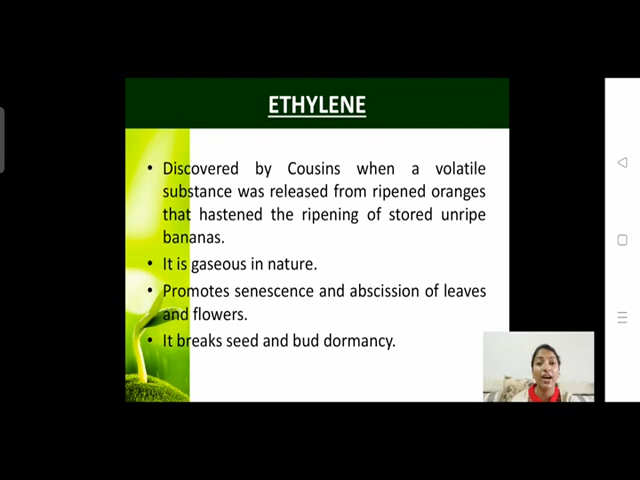 ETHYLENE
• Discovered by Cousins when a volatile
substance was released from ripened oranges
that hastened the ripening of stored unripe
bananas.
• It is gaseous in nature.
• Promotes senescence and abscission of leaves
and flowers.
• It breaks seed and bud dormancy.